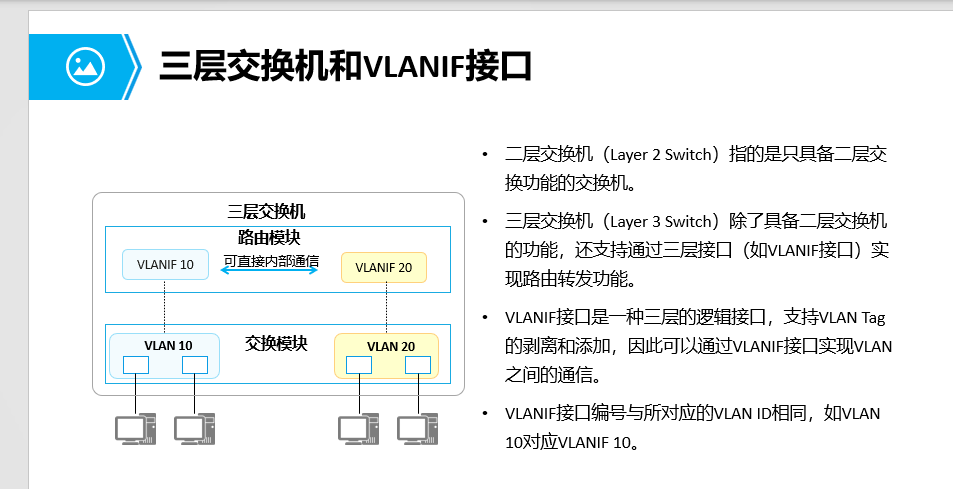 三层交换机和VLANIF接口
三层交换机
路由模块
VLANIF 10
可直接内部通信
VLANIF 20
VLAN 10
交换模块
VLAN 20
• 二层交换机（Layer 2 Switch）指的是只具备二层交
换功能的交换机。
• 三层交换机（Layer 3 Switch）除了具备二层交换机
的功能，还支持通过三层接口（如VLANIF接口）实
现路由转发功能。
• VLANIF接口是一种三层的逻辑接口，支持VLAN Tag
的剥离和添加，因此可以通过VLANIF接口实现VLAN
之间的通信。
• VLANIF接口编号与所对应的VLAN ID相同，如VLAN
10对应VLANIF 10。